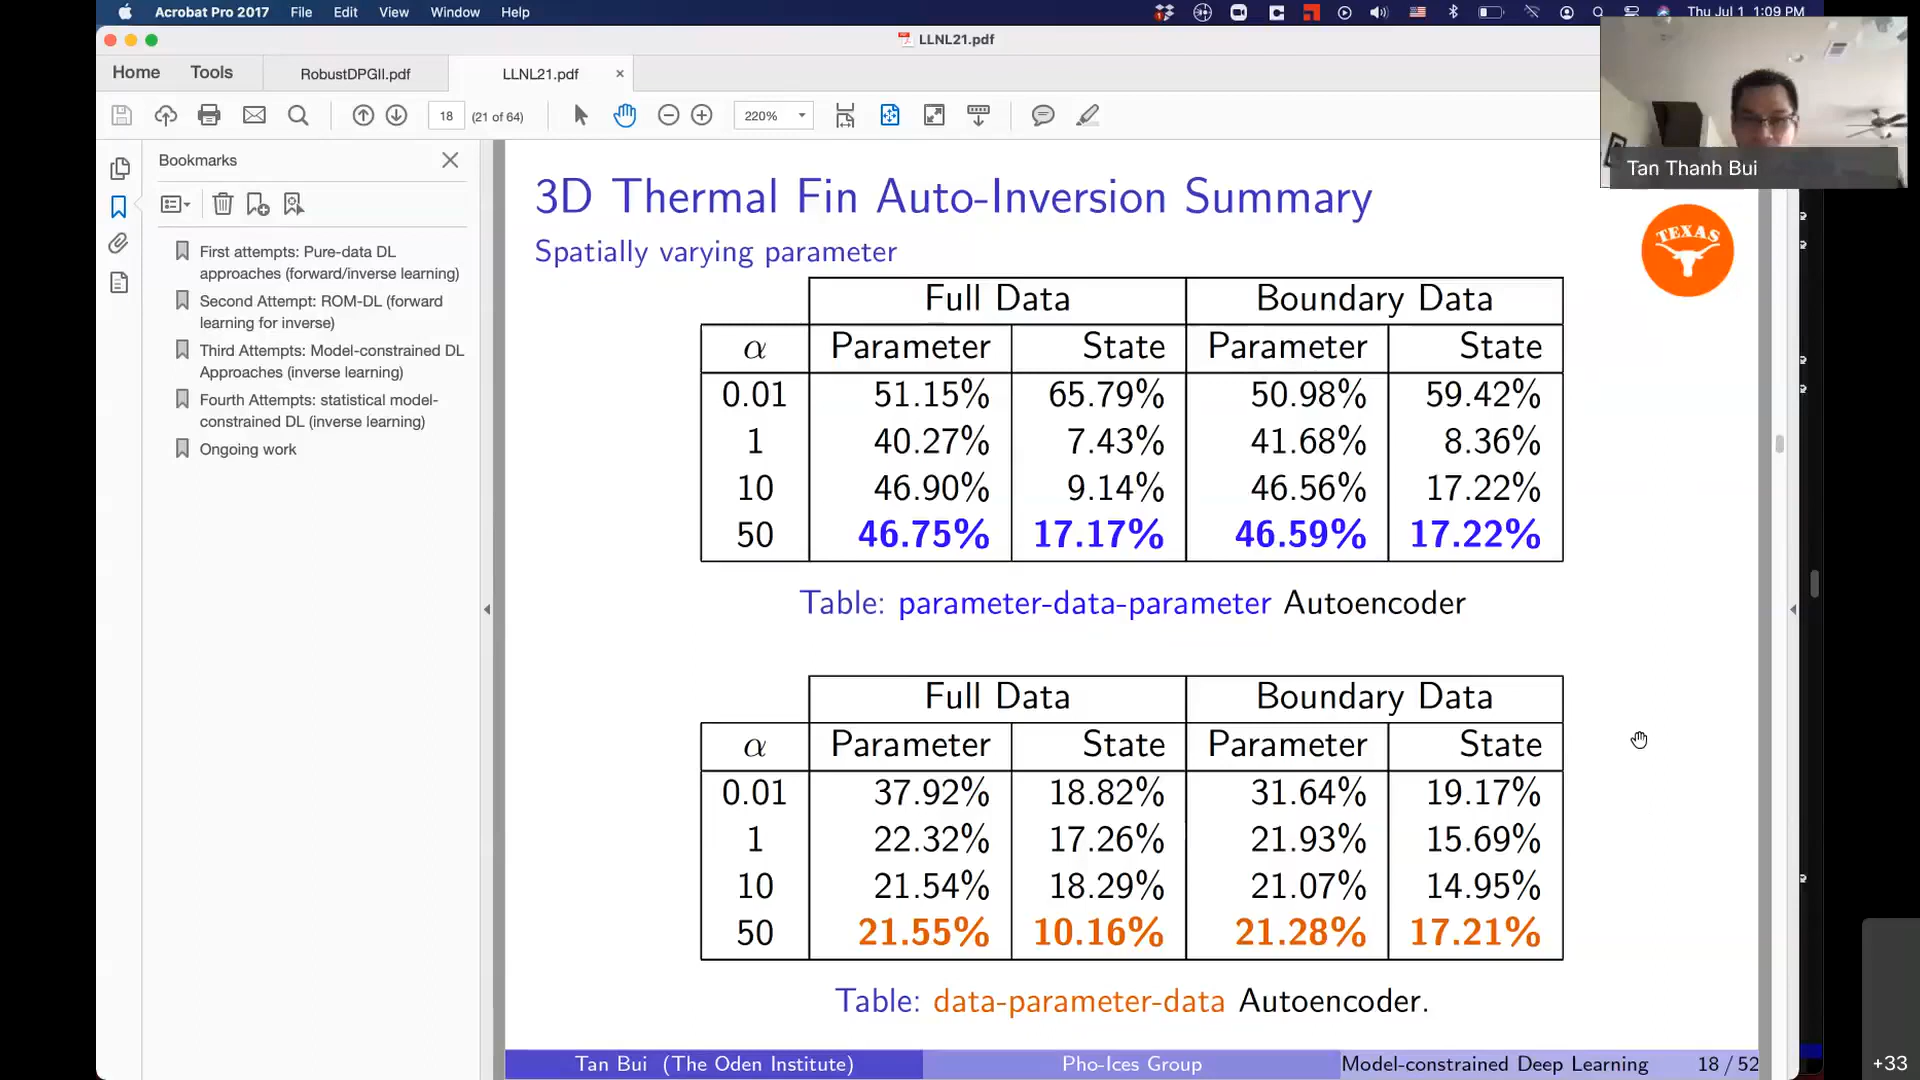 Acrobat Pro 2017 File Edit View Window Help
Thu Jul 1 1:09 PM
LLNL21.pdf
Home Tools RobustDPGII.pdf LLNL21.pdf ×
18 (21 of 64) 220%
Tan Thanh Bui
Bookmarks
First attempts: Pure-data DL
approaches (forward/inverse learning)
Second Attempt: ROM-DL (forward
learning for inverse)
Third Attempts: Model-constrained DL
Approaches (inverse learning)
Fourth Attempts: statistical model-
constrained DL (inverse learning)
Ongoing work
3D Thermal Fin Auto-Inversion Summary
TEXAS
Spatially varying parameter
Full Data Boundary Data
α Parameter State Parameter State
0.01 51.15% 65.79% 50.98% 59.42%
1 40.27% 7.43% 41.68% 8.36%
10 46.90% 9.14% 46.56% 17.22%
50 46.75% 17.17% 46.59% 17.22%
Table: parameter-data-parameter Autoencoder
Full Data Boundary Data
α Parameter State Parameter State
0.01 37.92% 18.82% 31.64% 19.17%
1 22.32% 17.26% 21.93% 15.69%
10 21.54% 18.29% 21.07% 14.95%
50 21.55% 10.16% 21.28% 17.21%
Table: data-parameter-data Autoencoder.
Tan Bui (The Oden Institute) Pho-Ices Group Model-constrained Deep Learning 18 / 52
+33